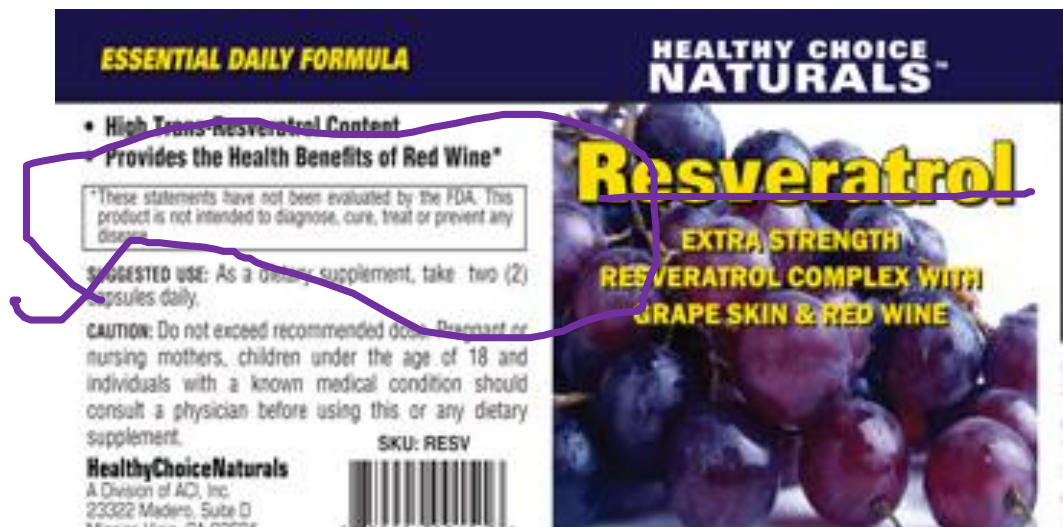 ESSENTIAL DAILY FORMULA
• High Trans-Resveratrol Content
• Provides the Health Benefits of Red Wine*
*These statements have not been evaluated by the FDA. This
product is not intended to diagnose, cure, treat or prevent any
disease.
SUGGESTED USE: As a dietary supplement, take two (2)
capsules daily.
CAUTION: Do not exceed recommended dose. Pregnant or
nursing mothers, children under the age of 18 and
individuals with a known medical condition should
consult a physician before using this or any dietary
supplement.
SKU: RESV
HealthyChoiceNaturals
A Division of ACI, Inc.
23322 Madero, Suite D
HEALTHY CHOICE
NATURALS™
Resveratrol
EXTRA STRENGTH
RESVERATROL COMPLEX WITH
GRAPE SKIN & RED WINE